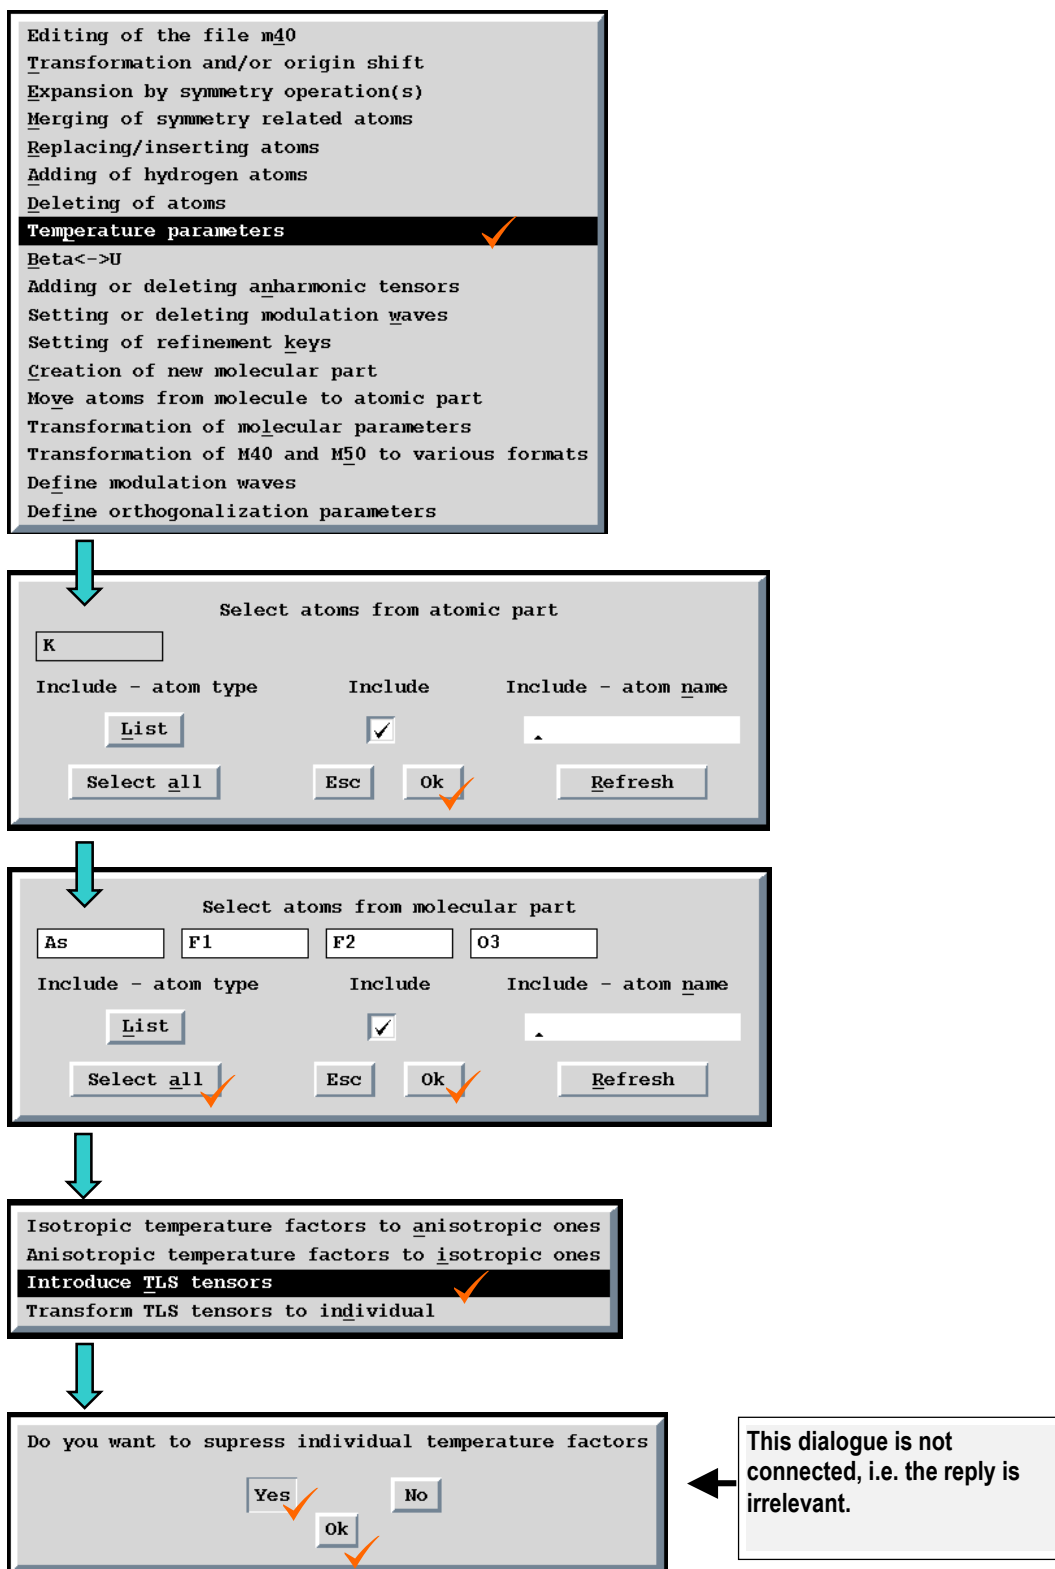 Editing of the file m40
Transformation and/or origin shift
Expansion by symmetry operation(s)
Merging of symmetry related atoms
Replacing/inserting atoms
Adding of hydrogen atoms
Deleting of atoms
Temperature parameters
Beta<->U
Adding or deleting anharmonic tensors
Setting or deleting modulation waves
Setting of refinement keys
Creation of new molecular part
Move atoms from molecule to atomic part
Transformation of molecular parameters
Transformation of M40 and M50 to various formats
Define modulation waves
Define orthogonalization parameters
Select atoms from atomic part
K
Include - atom type Include Include - atom name
List
Select all Esc Ok Refresh
Select atoms from molecular part
As F1 F2 O3
Include - atom type Include Include - atom name
List
Select all Esc Ok Refresh
Isotropic temperature factors to anisotropic ones
Anisotropic temperature factors to isotropic ones
Introduce TLS tensors
Transform TLS tensors to individual
Do you want to supress individual temperature factors
Yes No
Ok
This dialogue is not
connected, i.e. the reply is
irrelevant.